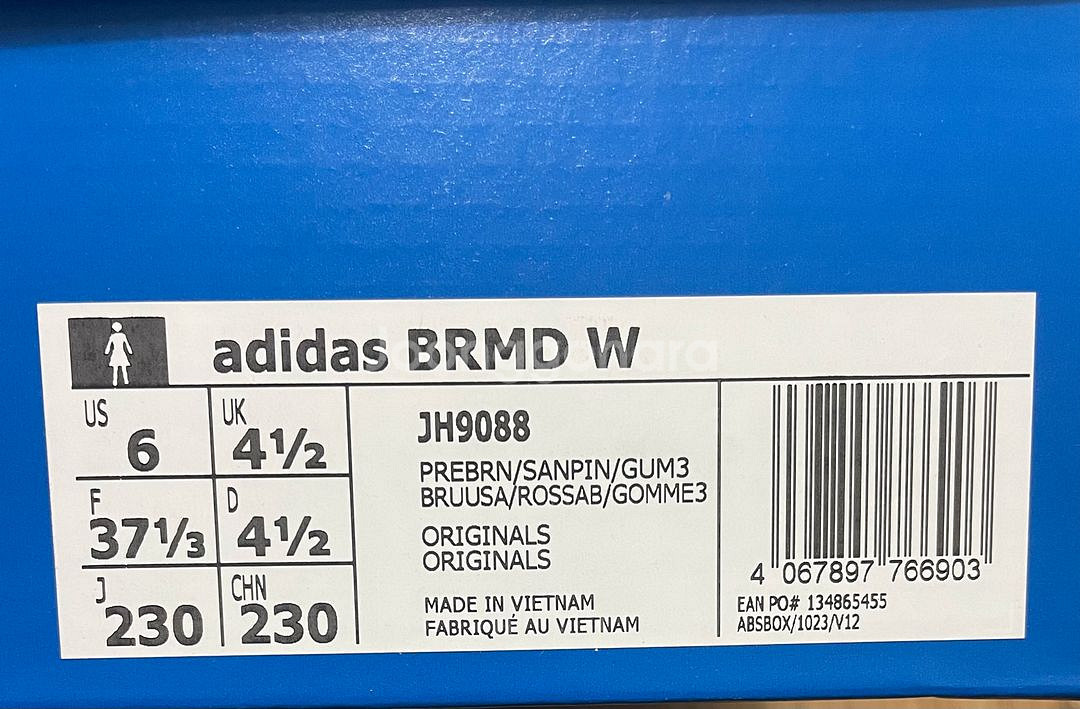 adidas BRMD W
US 6
UK 4½
F 37⅓
D 4½
J 230
CHN 230
JH9088
PREBRN/SANPIN/GUM3
BRUUSA/ROSSAB/GOMME3
ORIGINALS
ORIGINALS
MADE IN VIETNAM
FABRIQUÉ AU VIETNAM
4 067897 766903
EAN PO# 134865455
ABSBOX/1023/V12